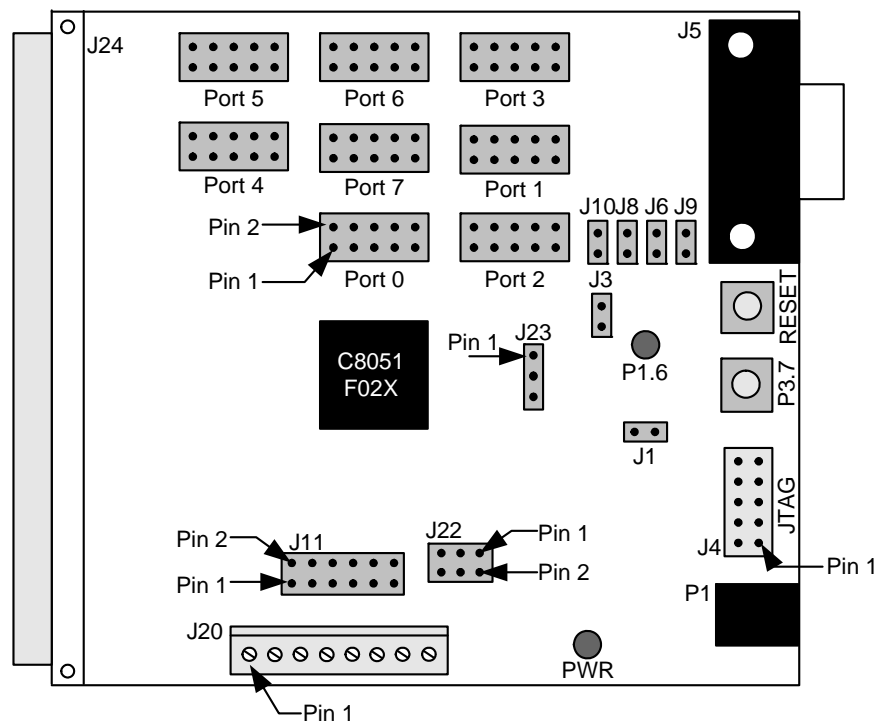 J24
J5
Port 5
Port 6
Port 3
Port 4
Port 7
Port 1
J10
J8
J6
J9
Pin 2
Pin 1
Port 0
Port 2
J3
RESET
J23
Pin 1
C8051
F02X
P1.6
P3.7
J1
JTAG
J4
Pin 1
Pin 2
J11
Pin 1
J22
Pin 1
Pin 2
P1
J20
PWR
Pin 1